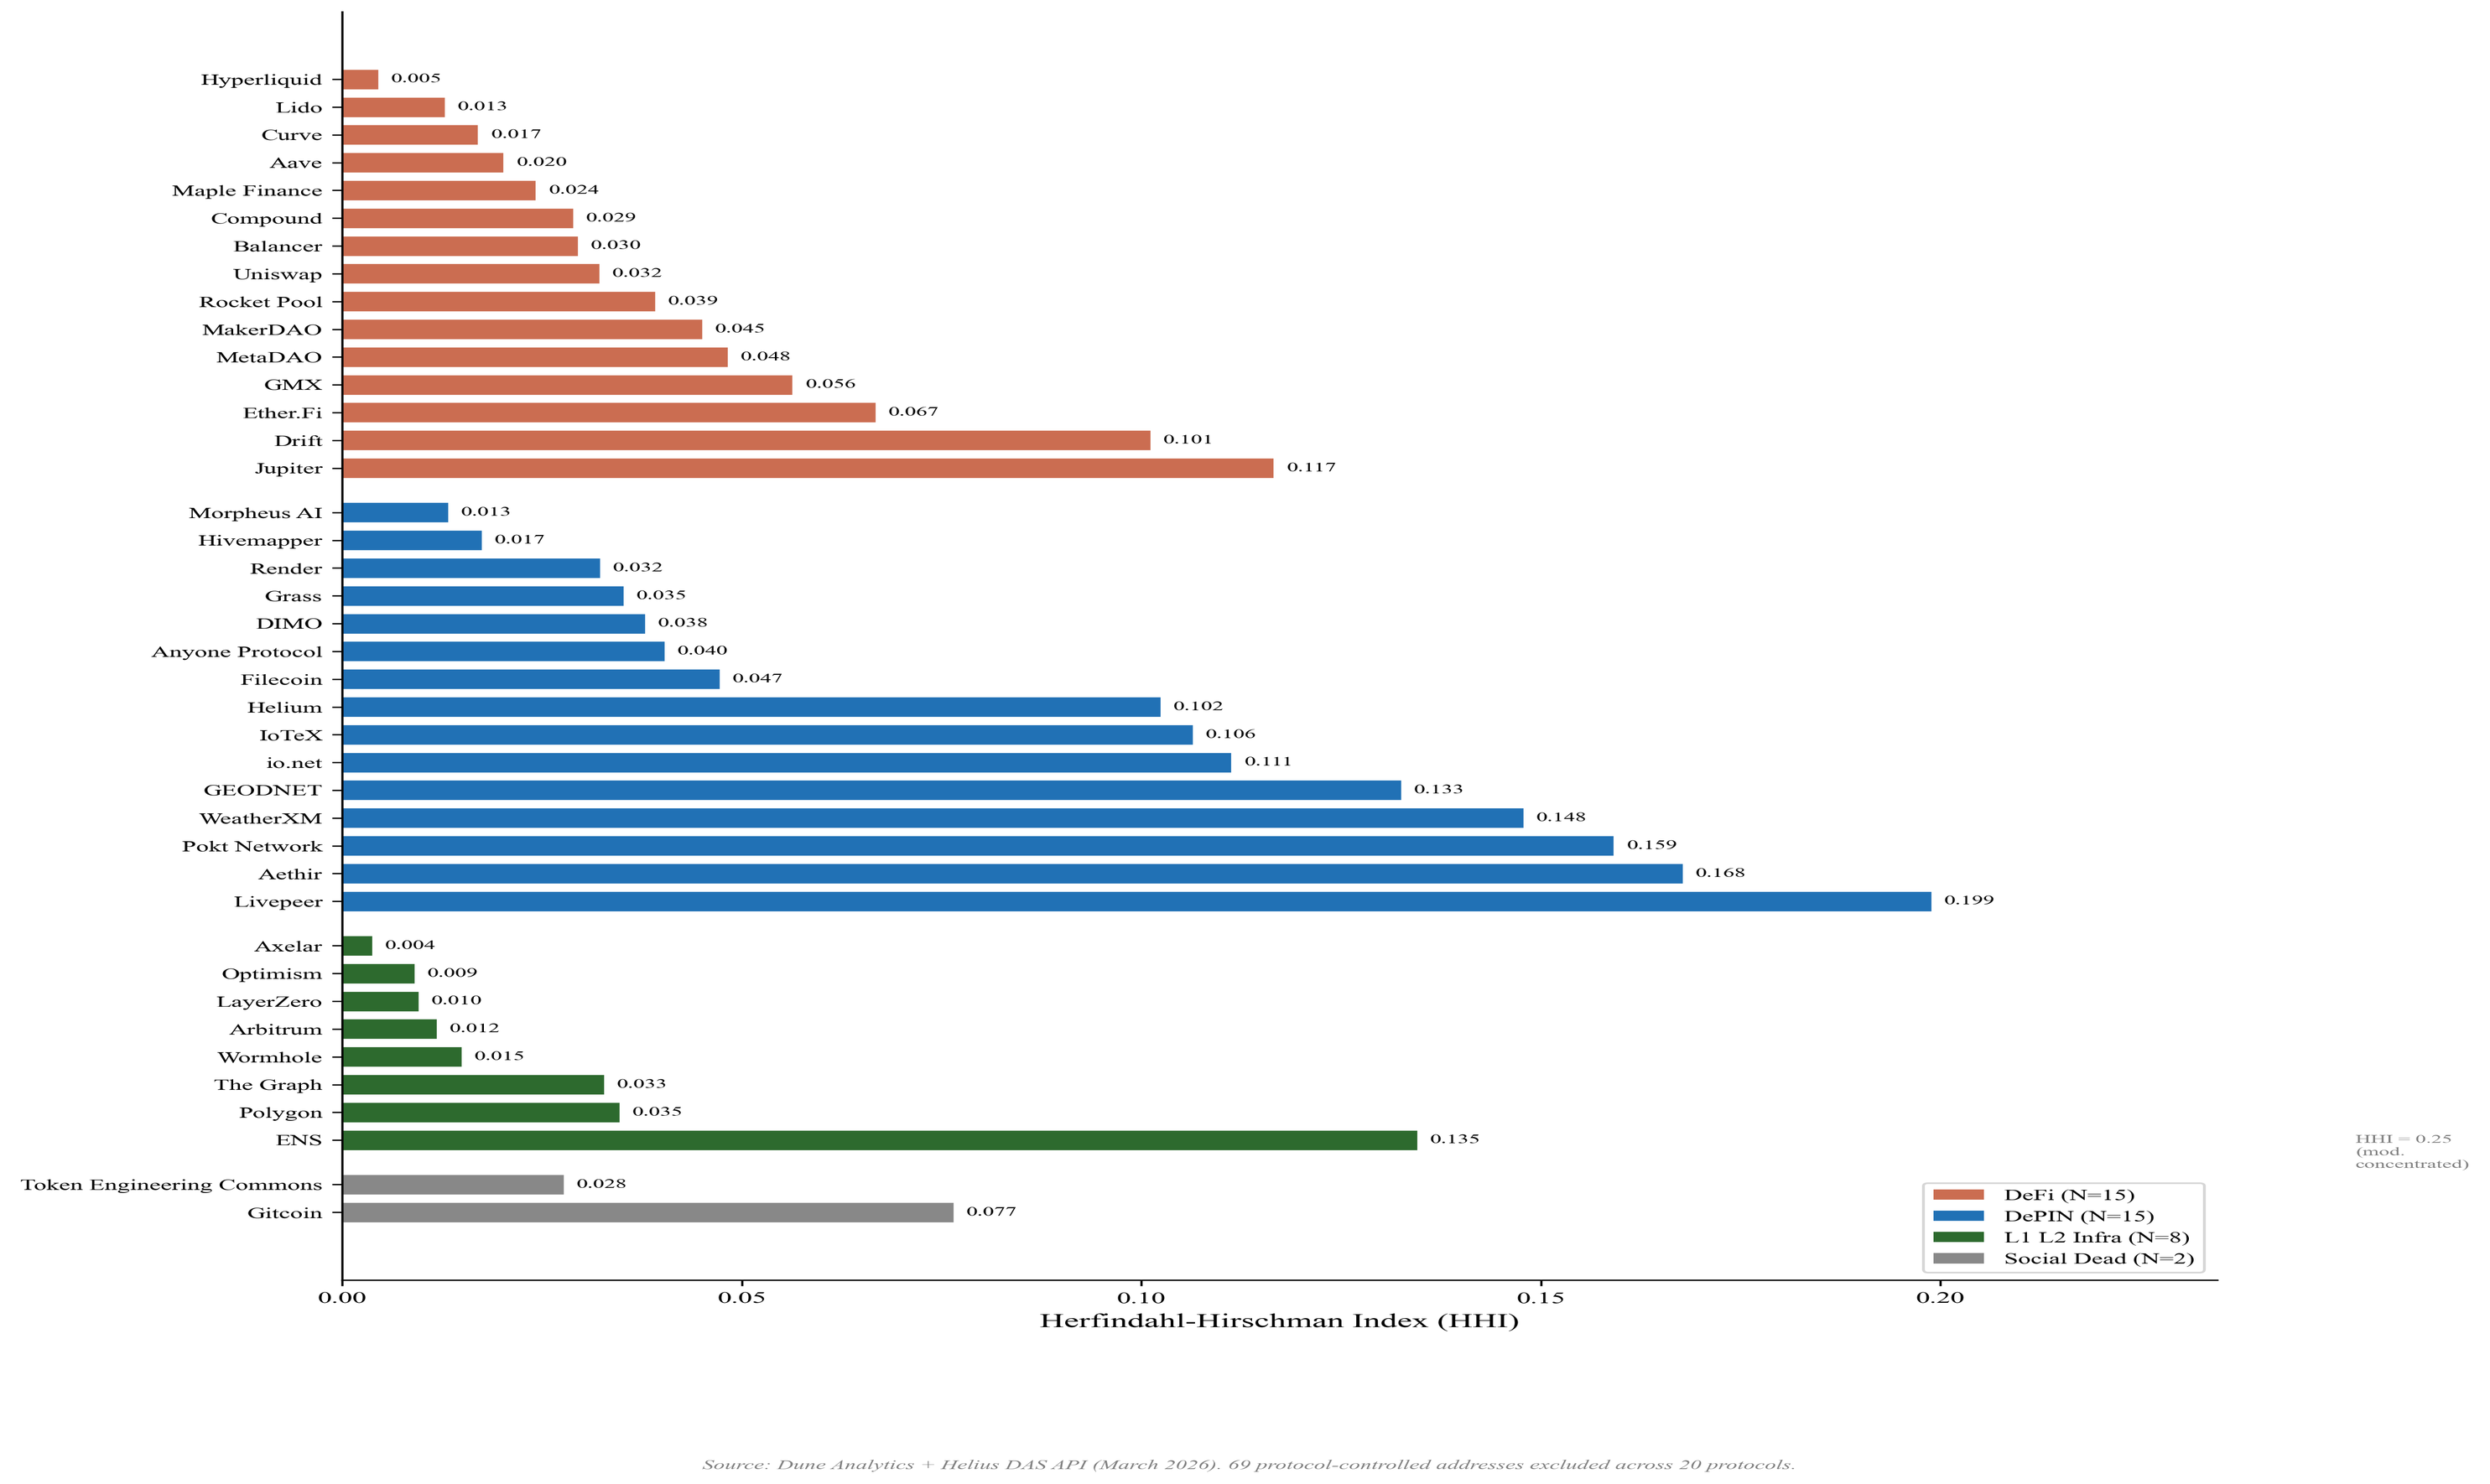 Hyperliquid 0.005
Lido 0.013
Curve 0.017
Aave 0.020
Maple Finance 0.024
Compound 0.029
Balancer 0.030
Uniswap 0.032
Rocket Pool 0.039
MakerDAO 0.045
MetaDAO 0.048
GMX 0.056
Ether.Fi 0.067
Drift 0.101
Jupiter 0.117
Morpheus AI 0.013
Hivemapper 0.017
Render 0.032
Grass 0.035
DIMO 0.038
Anyone Protocol 0.040
Filecoin 0.047
Helium 0.102
IoTeX 0.106
io.net 0.111
GEODNET 0.133
WeatherXM 0.148
Pokt Network 0.159
Aethir 0.168
Livepeer 0.199
Axelar 0.004
Optimism 0.009
LayerZero 0.010
Arbitrum 0.012
Wormhole 0.015
The Graph 0.033
Polygon 0.035
ENS 0.135
HHI = 0.25
(mod.
concentrated)
Token Engineering Commons 0.028
Gitcoin 0.077
DeFi (N=15)
DePIN (N=15)
L1 L2 Infra (N=8)
Social Dead (N=2)
0.00 0.05 0.10 0.15 0.20
Herfindahl-Hirschman Index (HHI)
Source: Dune Analytics + Helius DAS API (March 2026). 69 protocol-controlled addresses excluded across 20 protocols.